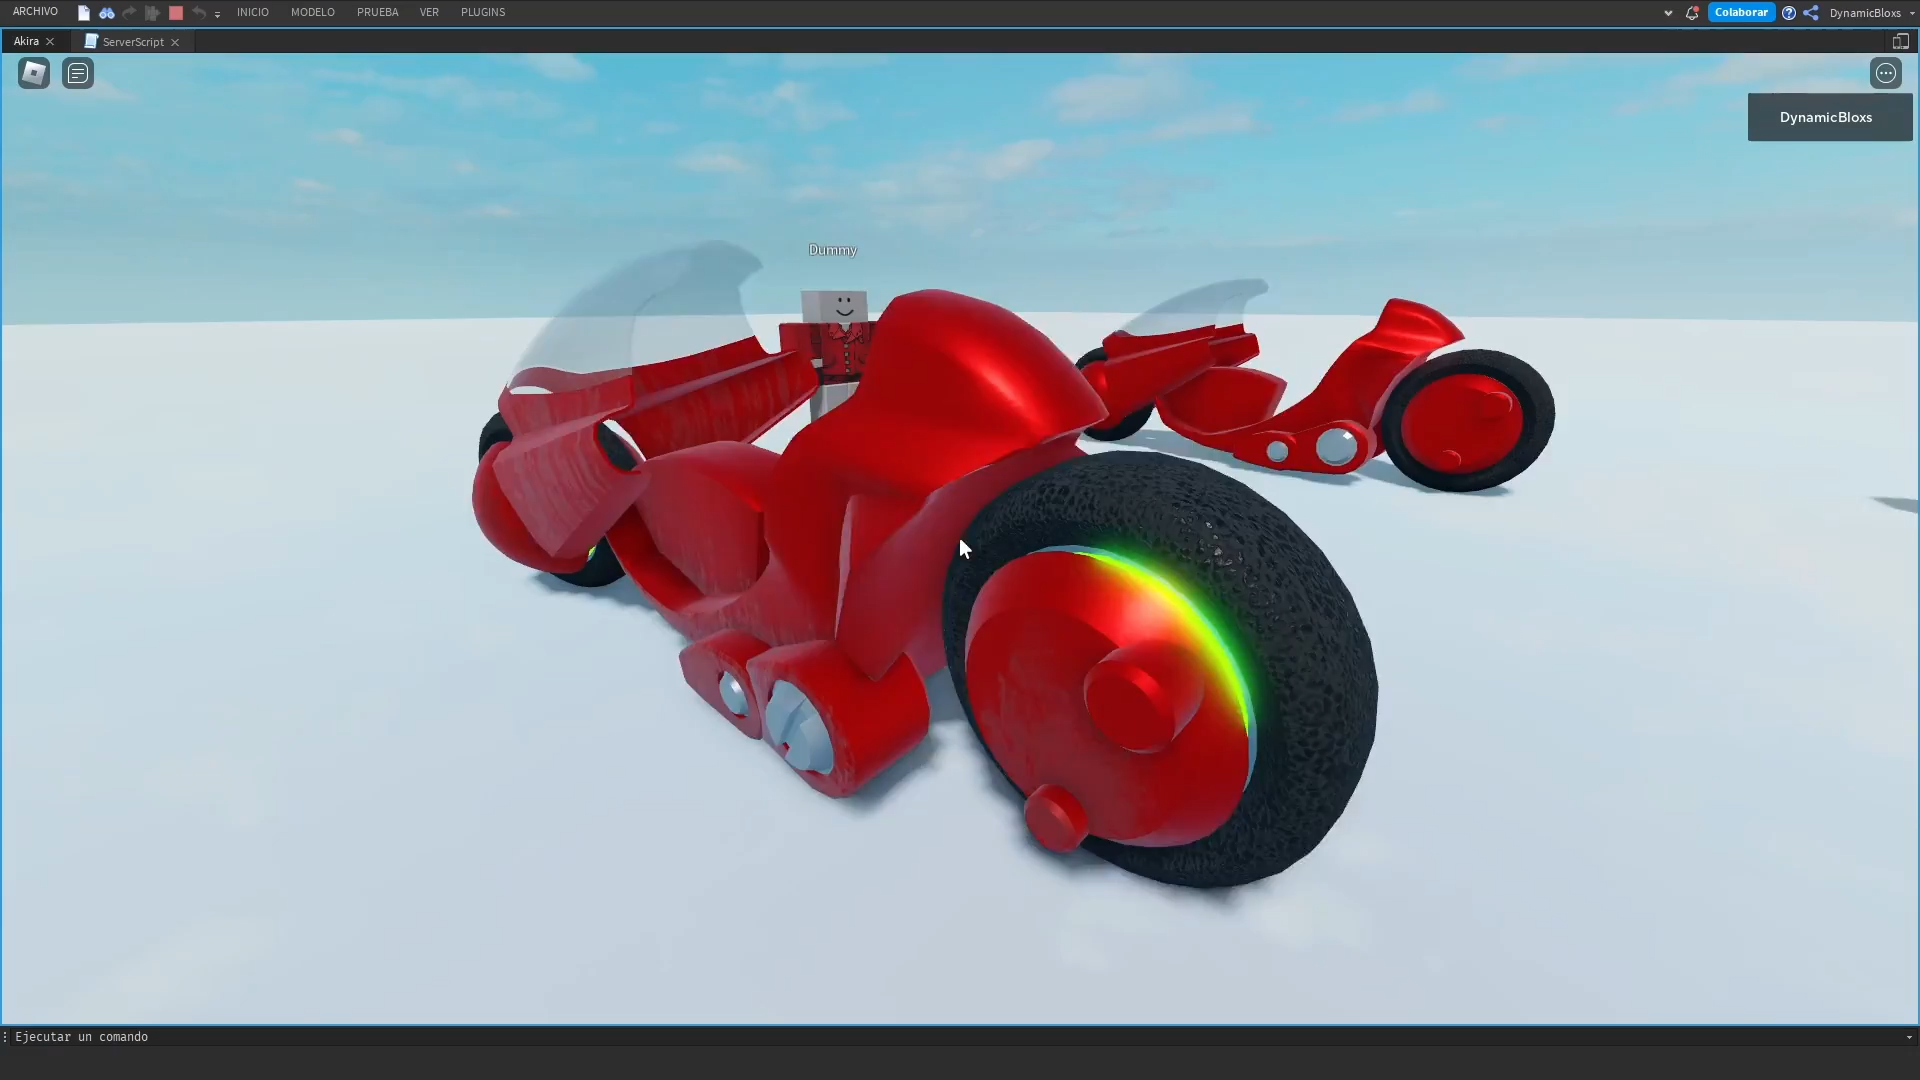 ARCHIVO INICIO MODELO PRUEBA VER PLUGINS Colaborar DynamicBloxs
Akira ServerScript
DynamicBloxs
Dummy
Ejecutar un comando